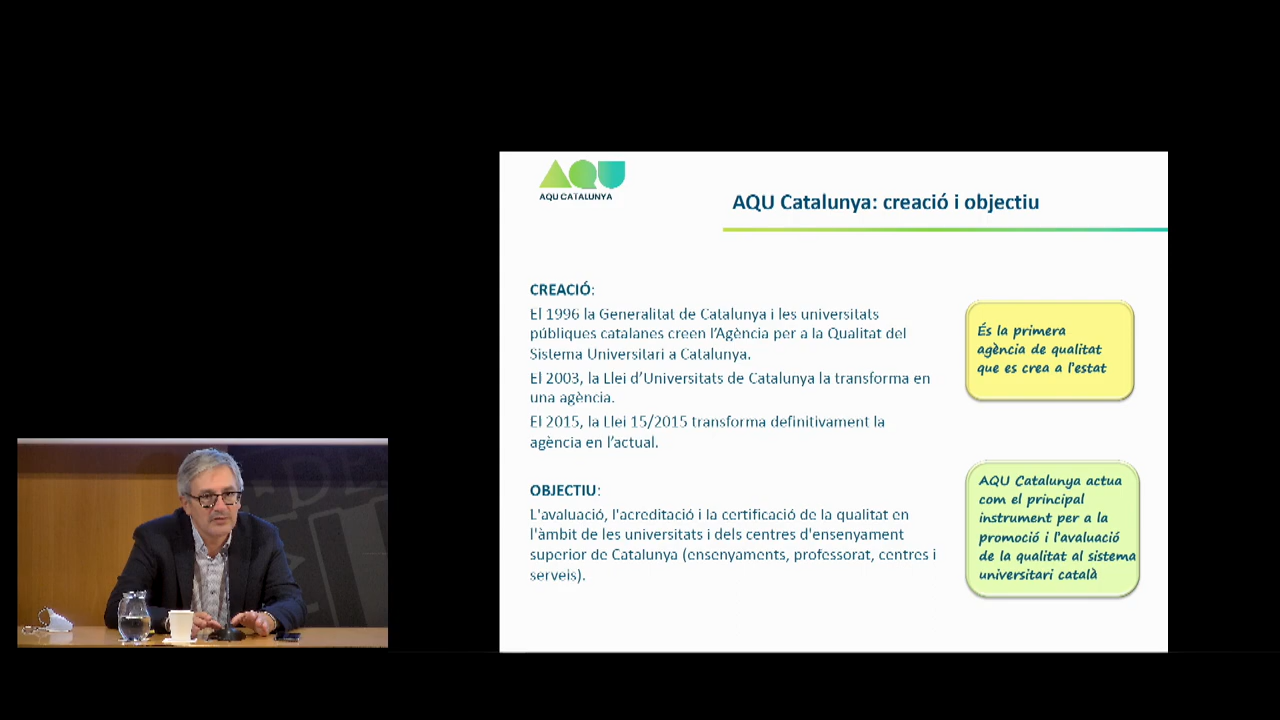 AQU
AQU CATALUNYA
AQU Catalunya: creació i objectiu
CREACIÓ:
El 1996 la Generalitat de Catalunya i les universitats
públiques catalanes creen l'Agència per a la Qualitat del
Sistema Universitari a Catalunya.
El 2003, la Llei d'Universitats de Catalunya la transforma en
una agència.
El 2015, la Llei 15/2015 transforma definitivament la
agència en l'actual.
OBJECTIU:
L'avaluació, l'acreditació i la certificació de la qualitat en
l'àmbit de les universitats i dels centres d'ensenyament
superior de Catalunya (ensenyaments, professorat, centres i
serveis).
És la primera
agència de qualitat
que es crea a l'estat
AQU Catalunya actua
com el principal
instrument per a la
promoció i l'avaluació
de la qualitat al sistema
universitari català